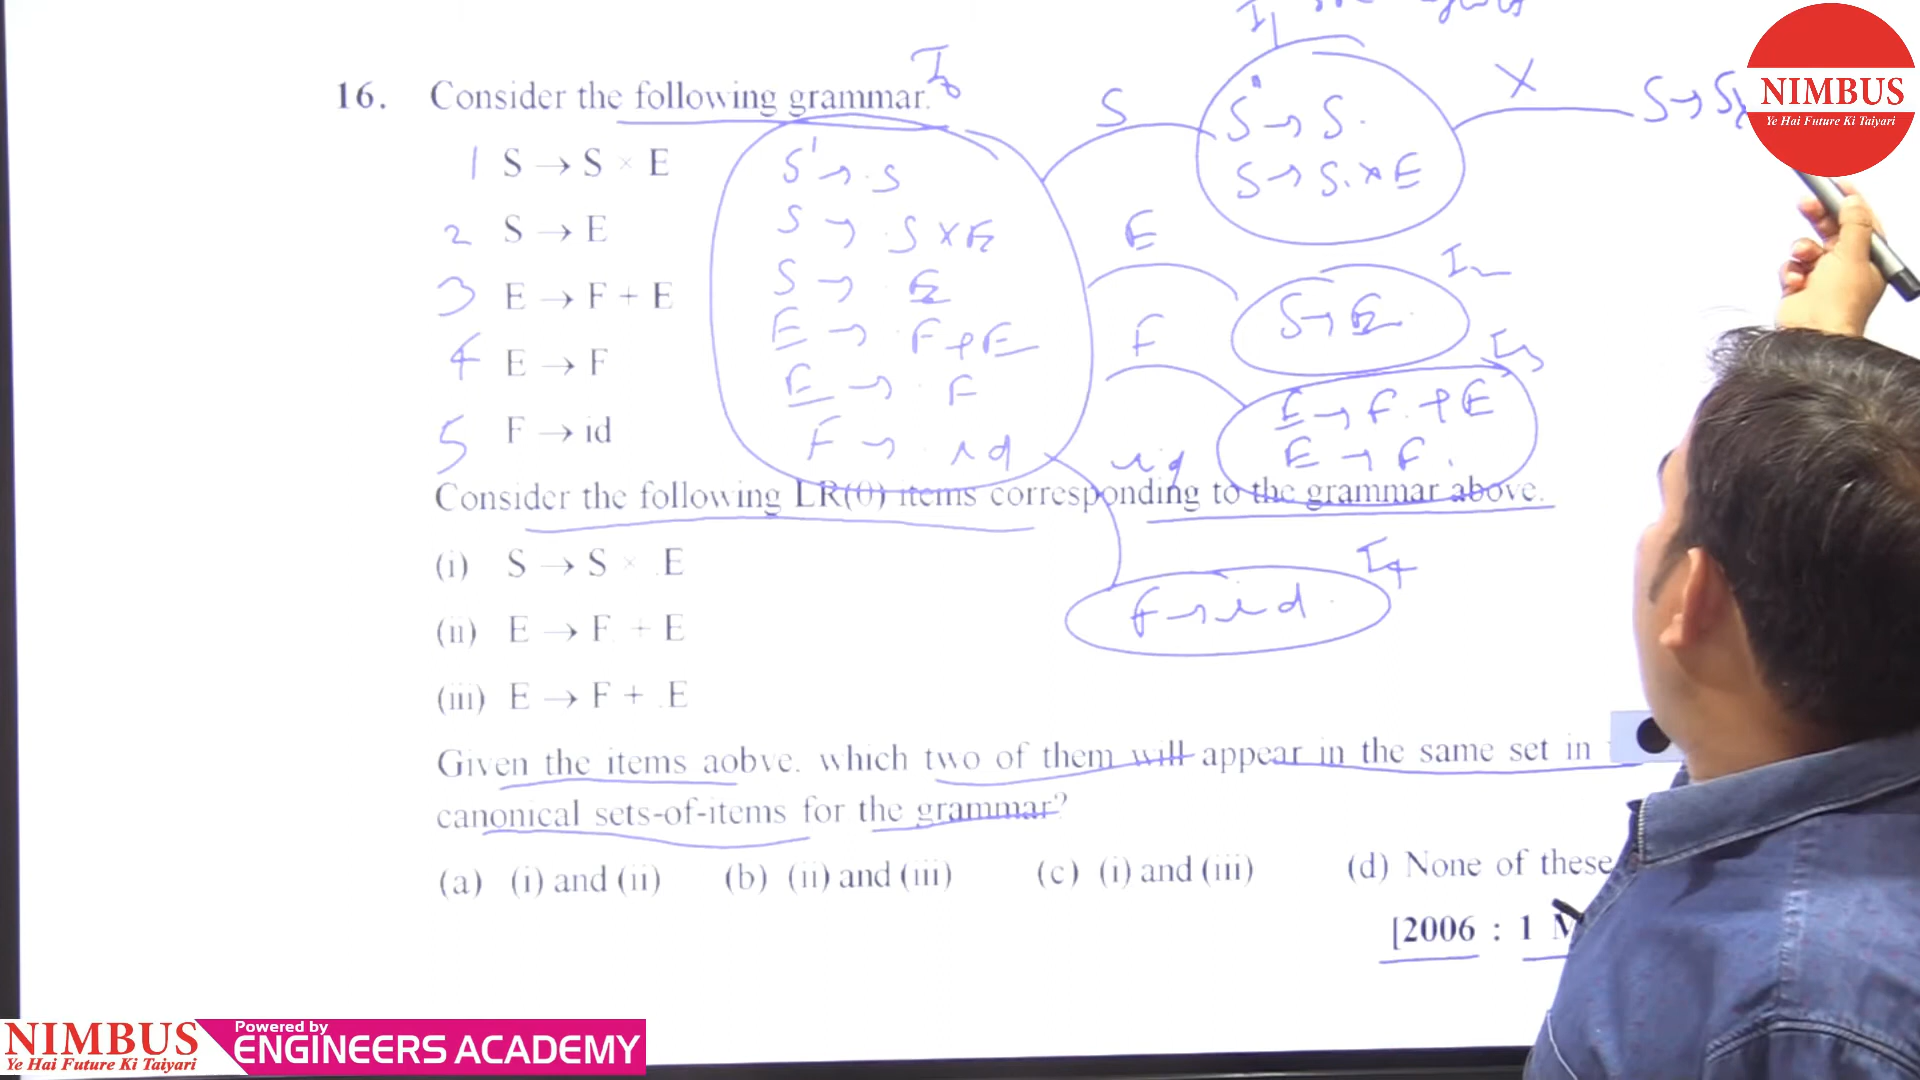 16. Consider the following grammar.
1 S → S × E
2 S → E
3 E → F + E
4 E → F
5 F → id
Consider the following LR(0) items corresponding to the grammar above.
(i) S → S × .E
(ii) E → F. + E
(iii) E → F + .E
Given the items aobve. which two of them will appear in the same set in
canonical sets-of-items for the grammar?
(a) (i) and (ii) (b) (ii) and (iii) (c) (i) and (iii) (d) None of these
[2006 : 1 M
I0
S' → .S
S → .S × E
S → .E
E → .F + E
E → .F
F → .id
S
I1
S' → S.
S → S. × E
X
S → S
E
I2
S → E.
F
I3
E → F. + E
E → F.
id
I4
F → id.
NIMBUS
Ye Hai Future Ki Taiyari
NIMBUS
Ye Hai Future Ki Taiyari
Powered by
ENGINEERS ACADEMY